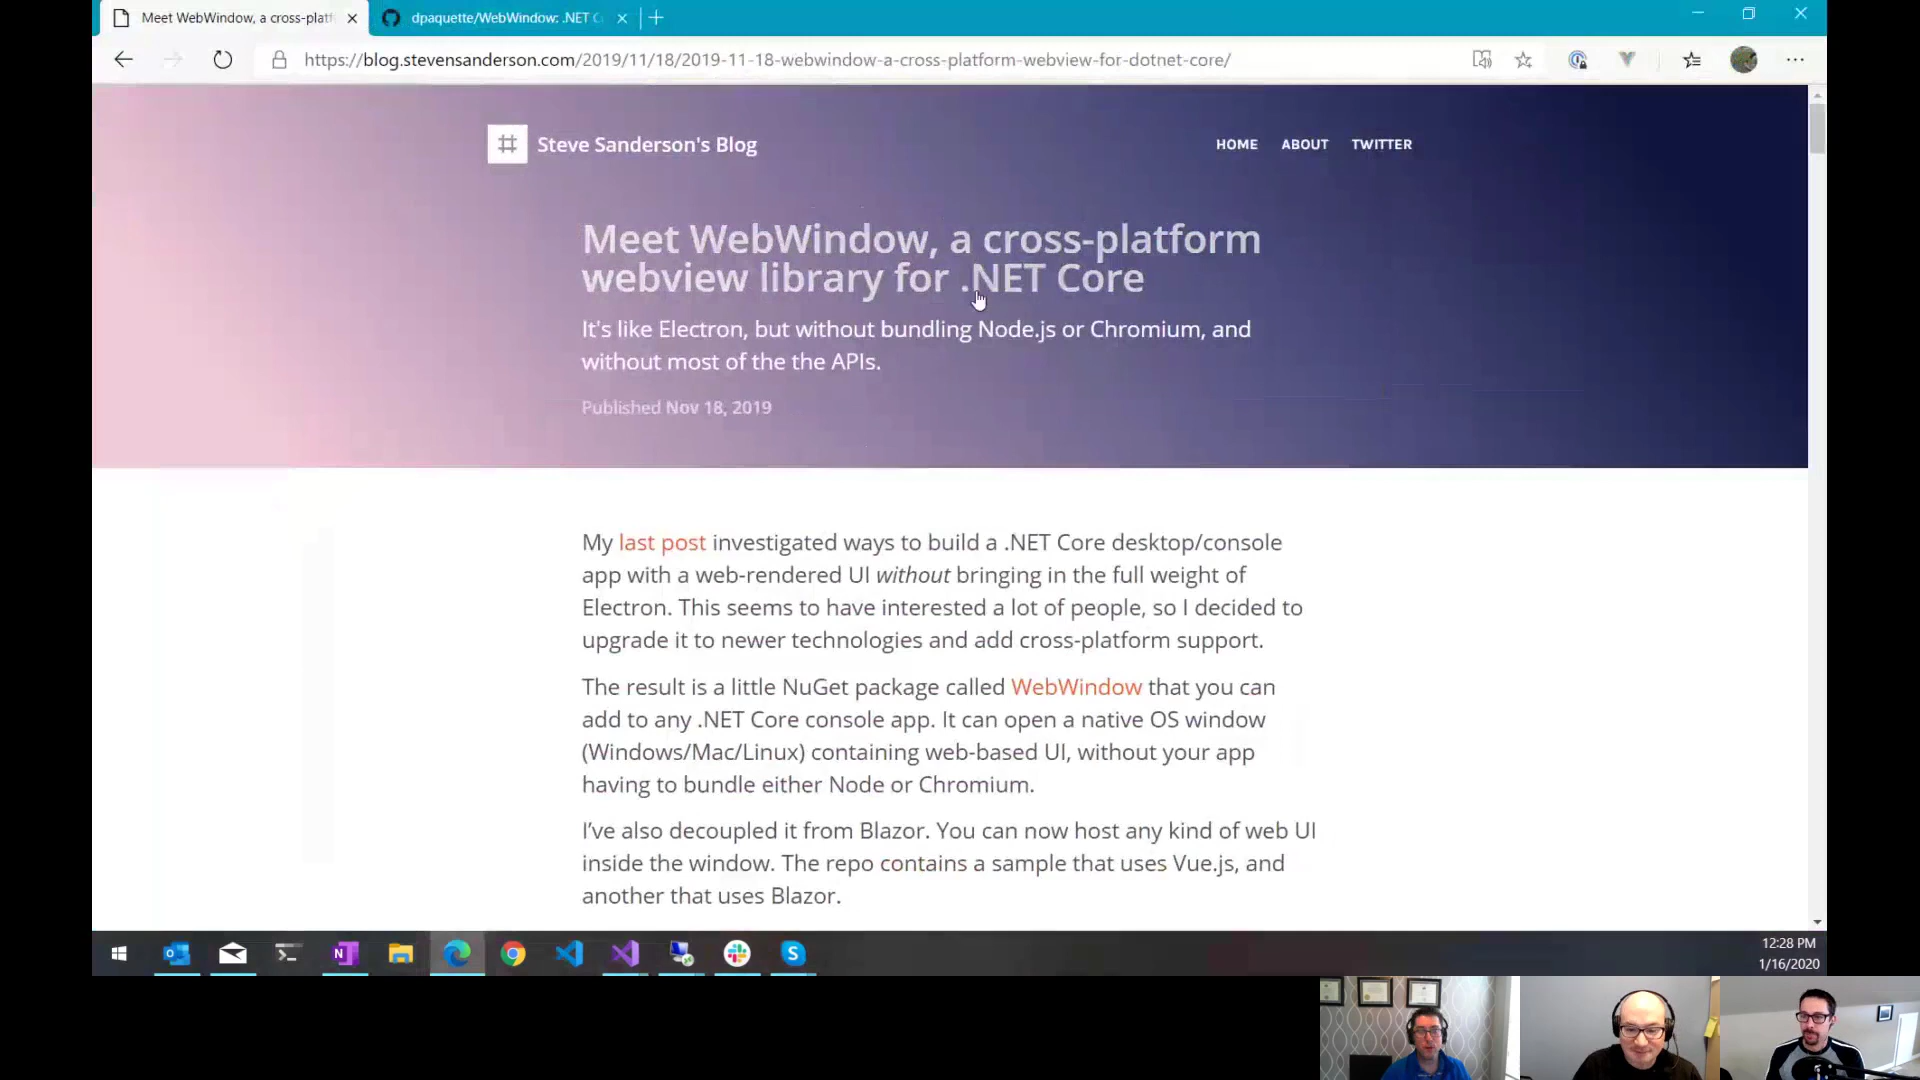 Meet WebWindow, a cross-platf
dpaquette/WebWindow: .NET C
https://blog.stevensanderson.com/2019/11/18/2019-11-18-webwindow-a-cross-platform-webview-for-dotnet-core/
Steve Sanderson's Blog
HOME ABOUT TWITTER
Meet WebWindow, a cross-platform
webview library for .NET Core
It's like Electron, but without bundling Node.js or Chromium, and
without most of the the APIs.
Published Nov 18, 2019
My last post investigated ways to build a .NET Core desktop/console
app with a web-rendered UI without bringing in the full weight of
Electron. This seems to have interested a lot of people, so I decided to
upgrade it to newer technologies and add cross-platform support.
The result is a little NuGet package called WebWindow that you can
add to any .NET Core console app. It can open a native OS window
(Windows/Mac/Linux) containing web-based UI, without your app
having to bundle either Node or Chromium.
I've also decoupled it from Blazor. You can now host any kind of web UI
inside the window. The repo contains a sample that uses Vue.js, and
another that uses Blazor.
12:28 PM
1/16/2020